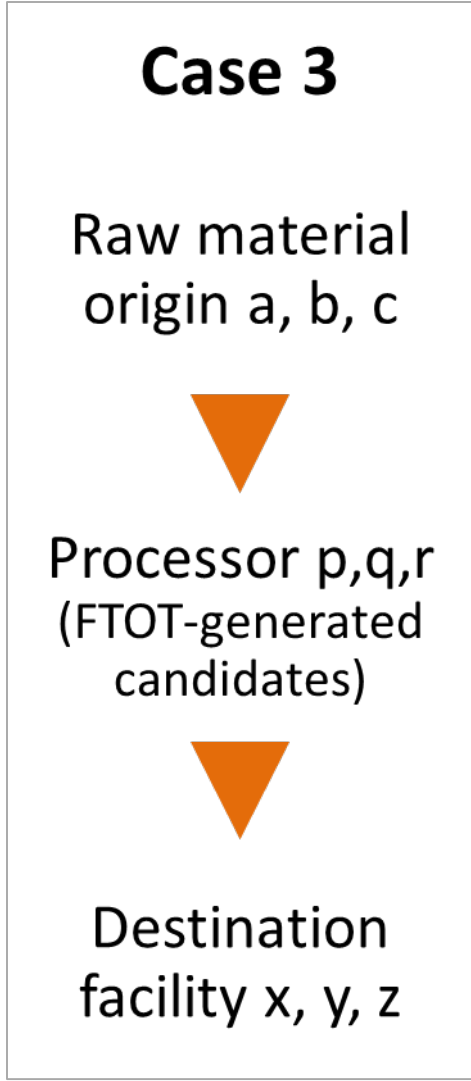 Case 3
Raw material
origin a, b, c
Processor p,q,r
(FTOT-generated
candidates)
Destination
facility x, y, z